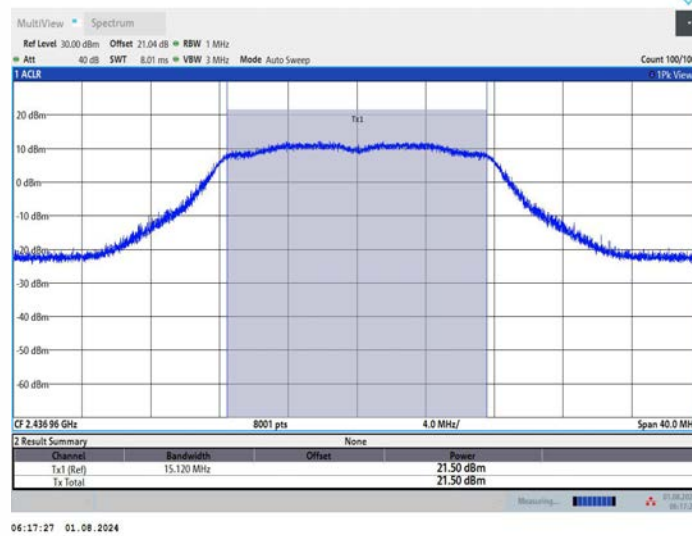 MultiView Spectrum
Ref Level 30.00 dBm Offset 21.04 dB RBW 1 MHz
Att 40 dB SWT 8.01 ms VBW 3 MHz Mode Auto Sweep Count 100/10
1 ACLR 1Pk View
Tx1
20 dBm
10 dBm
0 dBm
-10 dBm
-20 dBm
-30 dBm
-40 dBm
-50 dBm
-60 dBm
CF 2.436 96 GHz 8001 pts 4.0 MHz/ Span 40.0 MH
2 Result Summary None
Channel Bandwidth Offset Power
Tx1 (Ref) 15.120 MHz 21.50 dBm
Tx Total 21.50 dBm
Measuring...
06:17:27 01.08.2024